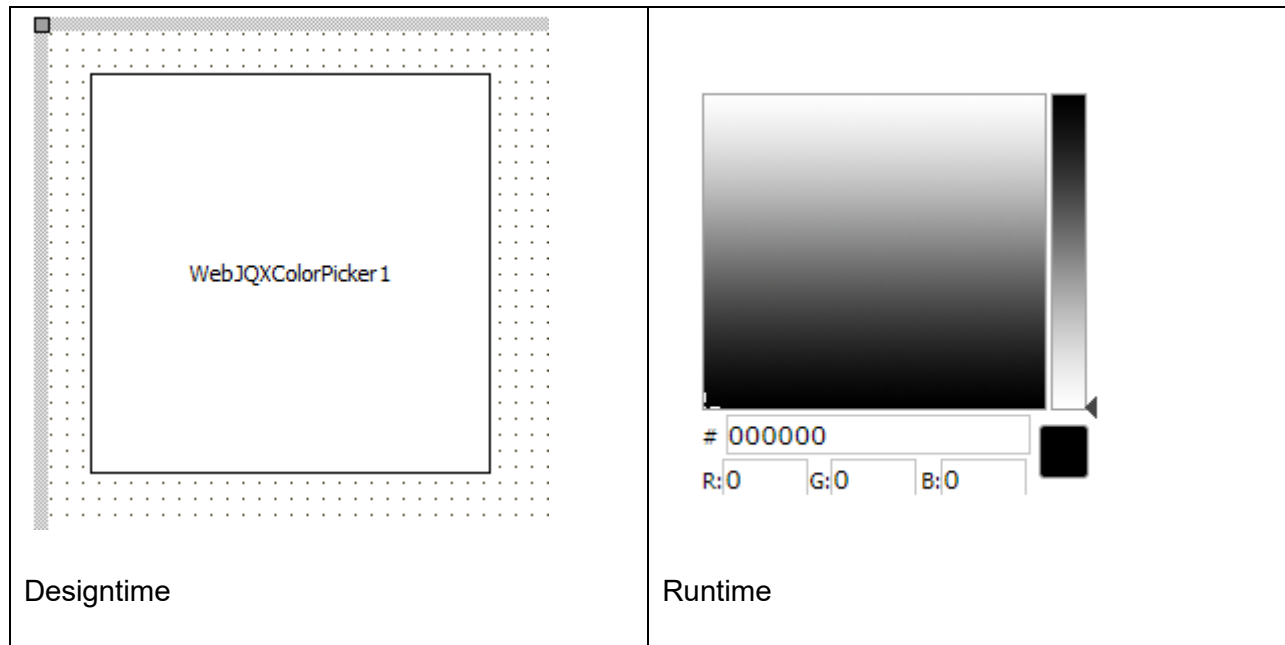 WebJQXColorPicker1
# 000000
R: 0 G: 0 B: 0
Designtime
Runtime